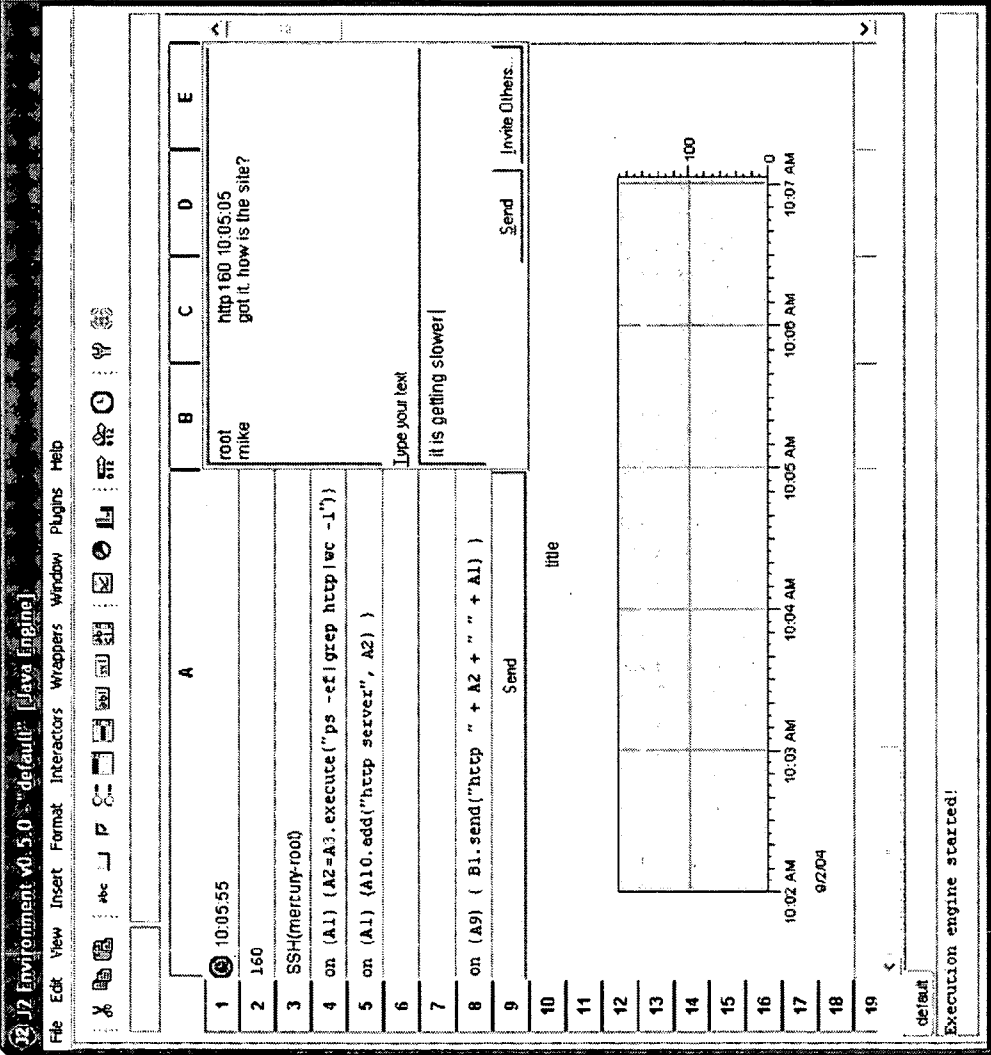 J2 Environment v0.5.0 - "default" [Java Engine]
File Edit View Insert Format Interactors Wrappers Window Plugins Help
A B C D E
1 10:05:55
2 160
3 SSH(mercury-root)
4 on (A1) {A2=A3.execute("ps -ef|grep http|wc -l")}
5 on (A1) {A10.add("http server", A2) }
6
7
8 on (A9) { B1.send("http " + A2 + " " + A1) }
9 Send
root http 160 10:05:05
mike got it. how is the site?
Type your text
it is getting slower
Send Invite Others...
10
11
12
13
14
15
16
17
18
19
title
100
0
10:02 AM 10:03 AM 10:04 AM 10:05 AM 10:06 AM 10:07 AM
9/2/04
default
Execution engine started!